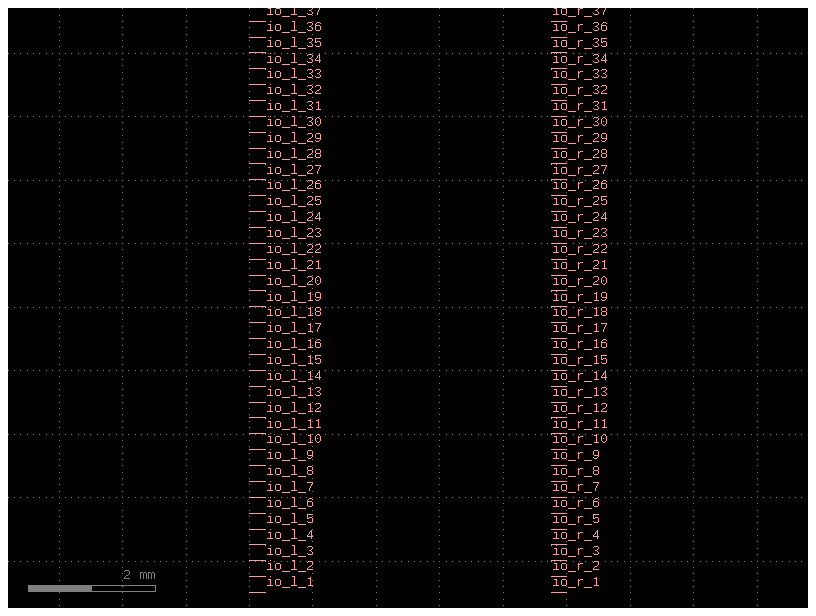 io_l_37 io_r_37
io_l_36 io_r_36
io_l_35 io_r_35
io_l_34 io_r_34
io_l_33 io_r_33
io_l_32 io_r_32
io_l_31 io_r_31
io_l_30 io_r_30
io_l_29 io_r_29
io_l_28 io_r_28
io_l_27 io_r_27
io_l_26 io_r_26
io_l_25 io_r_25
io_l_24 io_r_24
io_l_23 io_r_23
io_l_22 io_r_22
io_l_21 io_r_21
io_l_20 io_r_20
io_l_19 io_r_19
io_l_18 io_r_18
io_l_17 io_r_17
io_l_16 io_r_16
io_l_15 io_r_15
io_l_14 io_r_14
io_l_13 io_r_13
io_l_12 io_r_12
io_l_11 io_r_11
io_l_10 io_r_10
io_l_9 io_r_9
io_l_8 io_r_8
io_l_7 io_r_7
io_l_6 io_r_6
io_l_5 io_r_5
io_l_4 io_r_4
io_l_3 io_r_3
io_l_2 io_r_2
2 mm
io_l_1 io_r_1